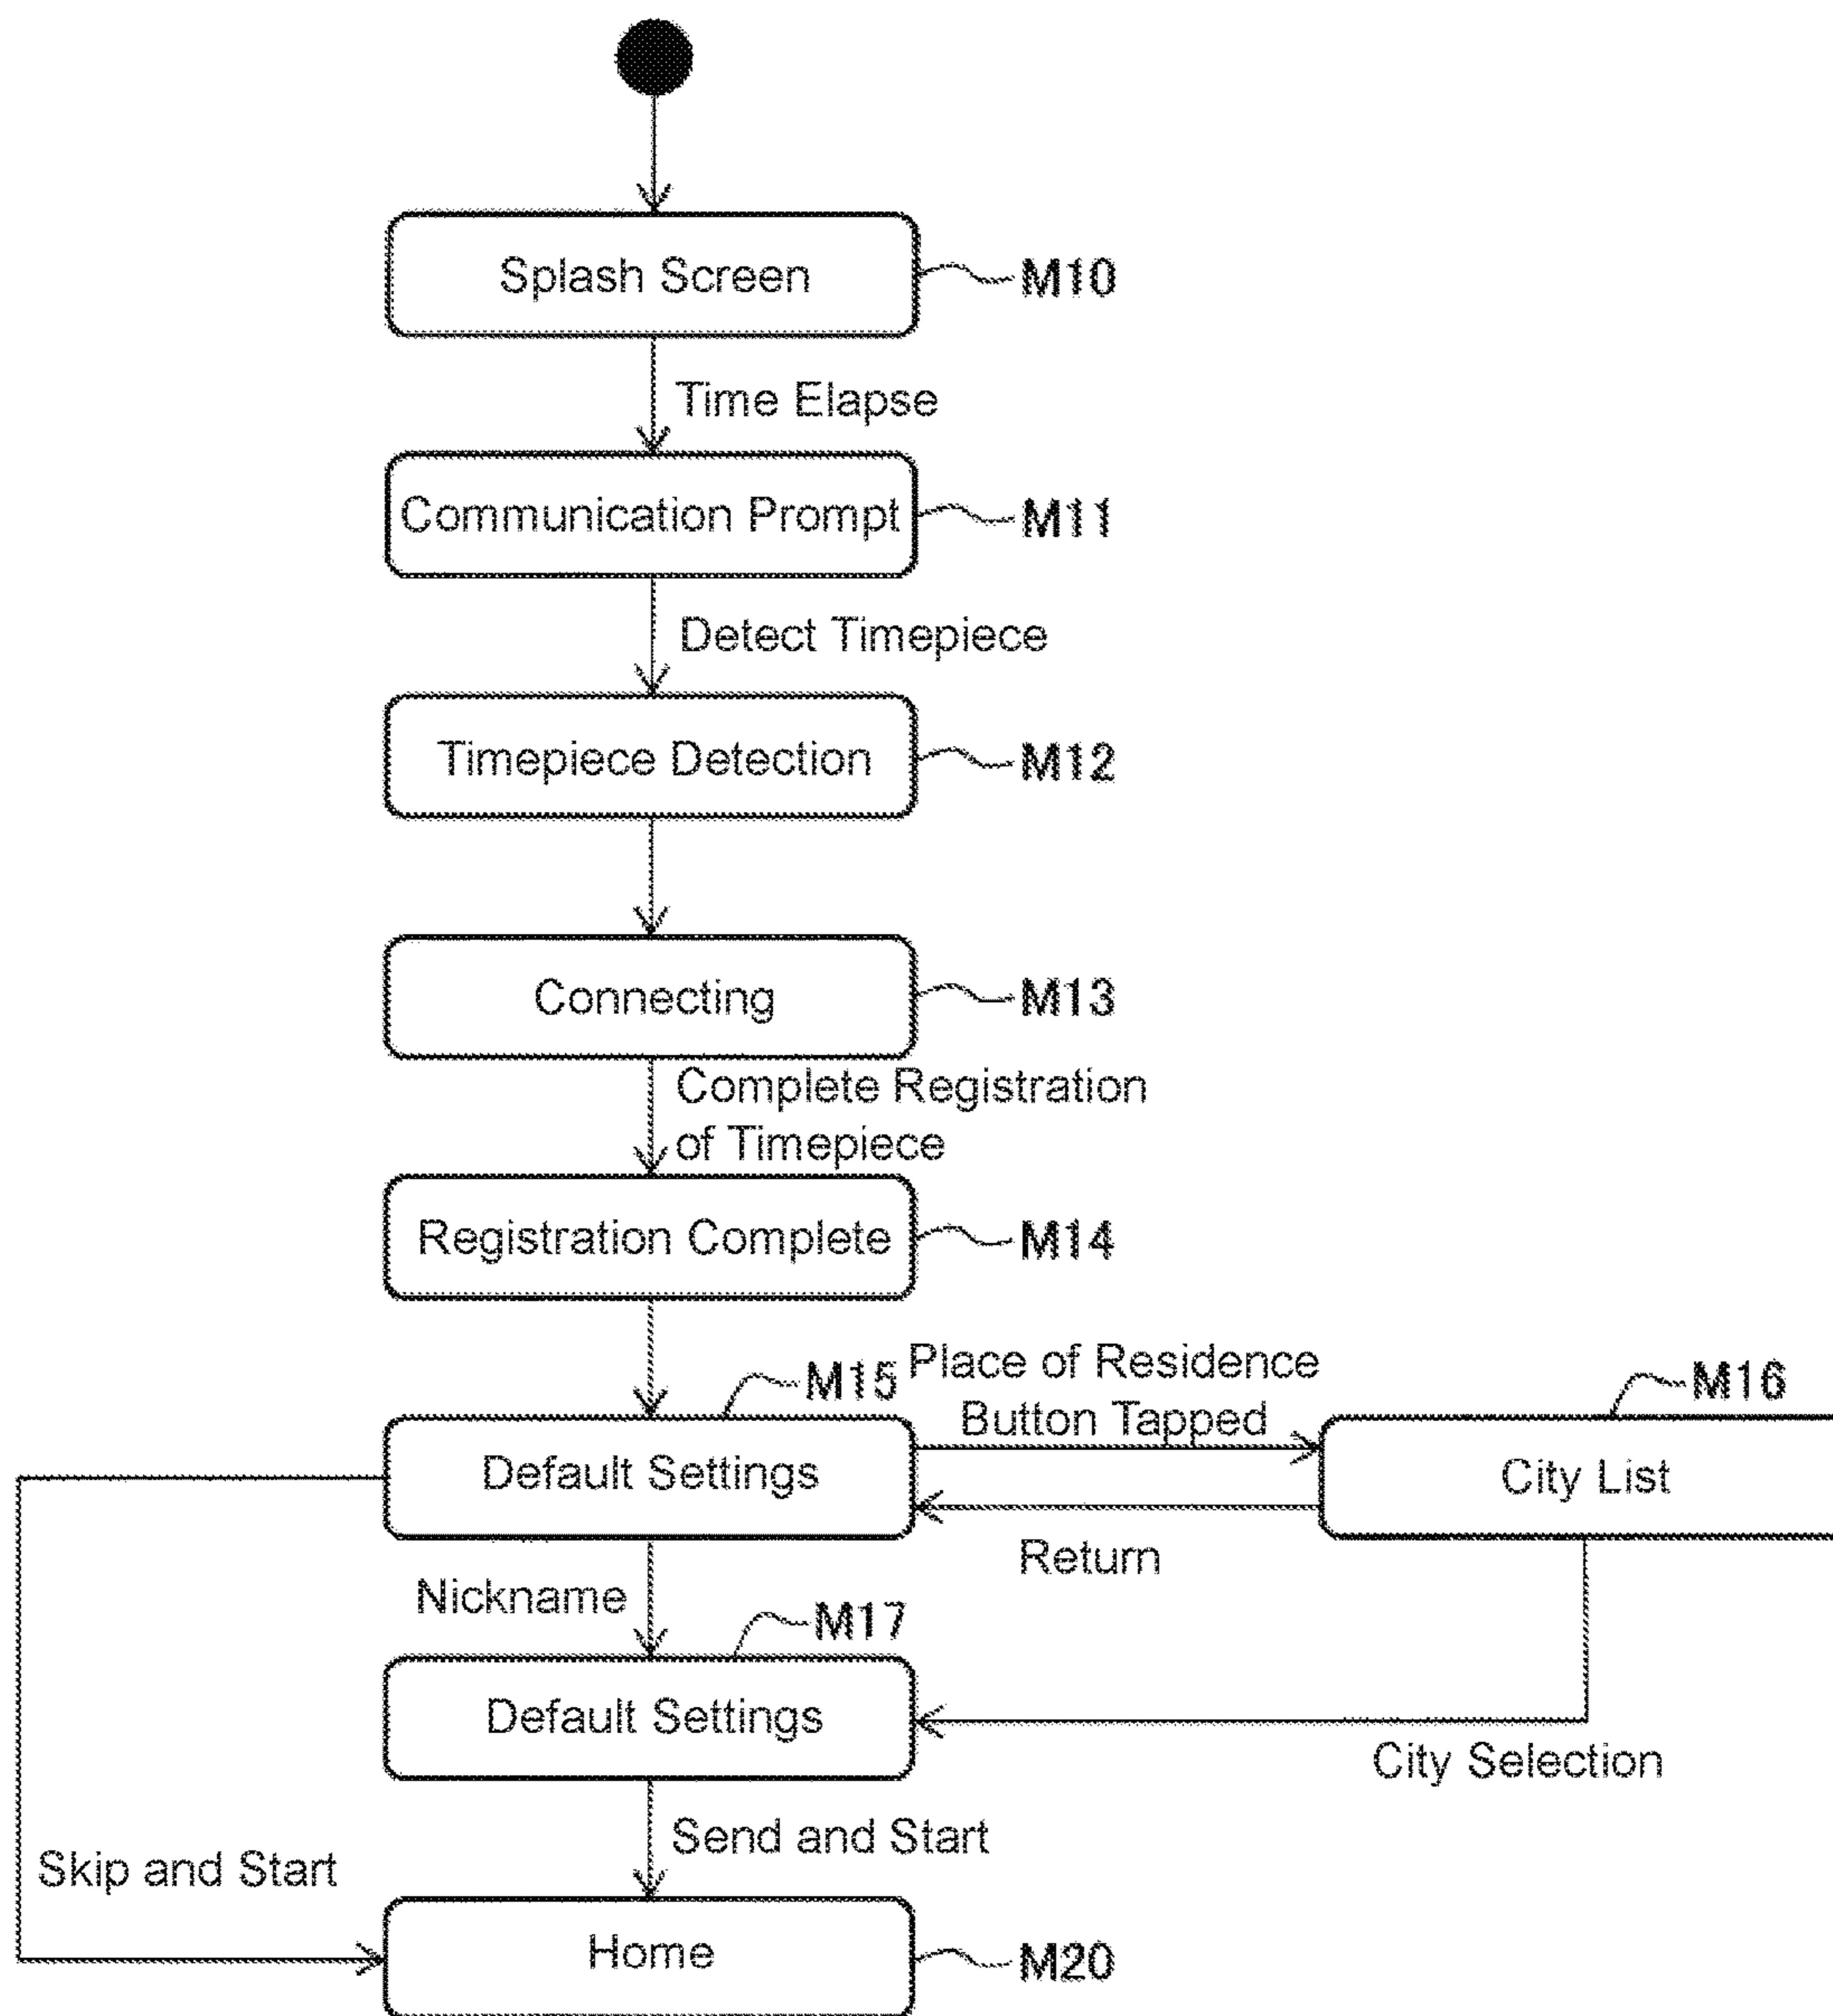 Splash Screen
M10
Time Elapse
Communication Prompt
M11
Detect Timepiece
Timepiece Detection
M12
Connecting
M13
Complete Registration
of Timepiece
Registration Complete
M14
Place of Residence
Button Tapped
M15
M16
Default Settings
City List
Return
Nickname
M17
Default Settings
City Selection
Send and Start
Skip and Start
Home
M20